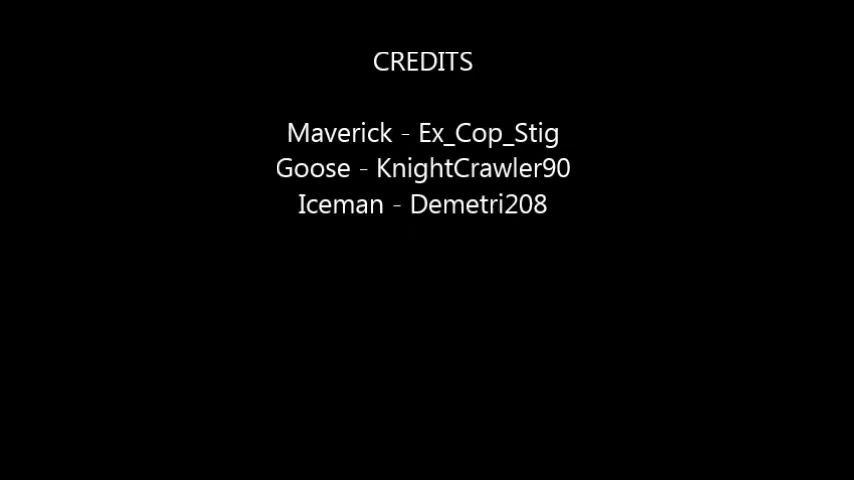 CREDITS
Maverick - Ex_Cop_Stig
Goose - KnightCrawler90
Iceman - Demetri208